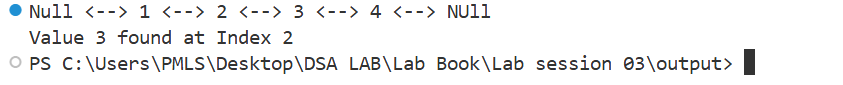 Null <--> 1 <--> 2 <--> 3 <--> 4 <--> NUll
Value 3 found at Index 2
PS C:\Users\PMLS\Desktop\DSA LAB\Lab Book\Lab session 03\output>